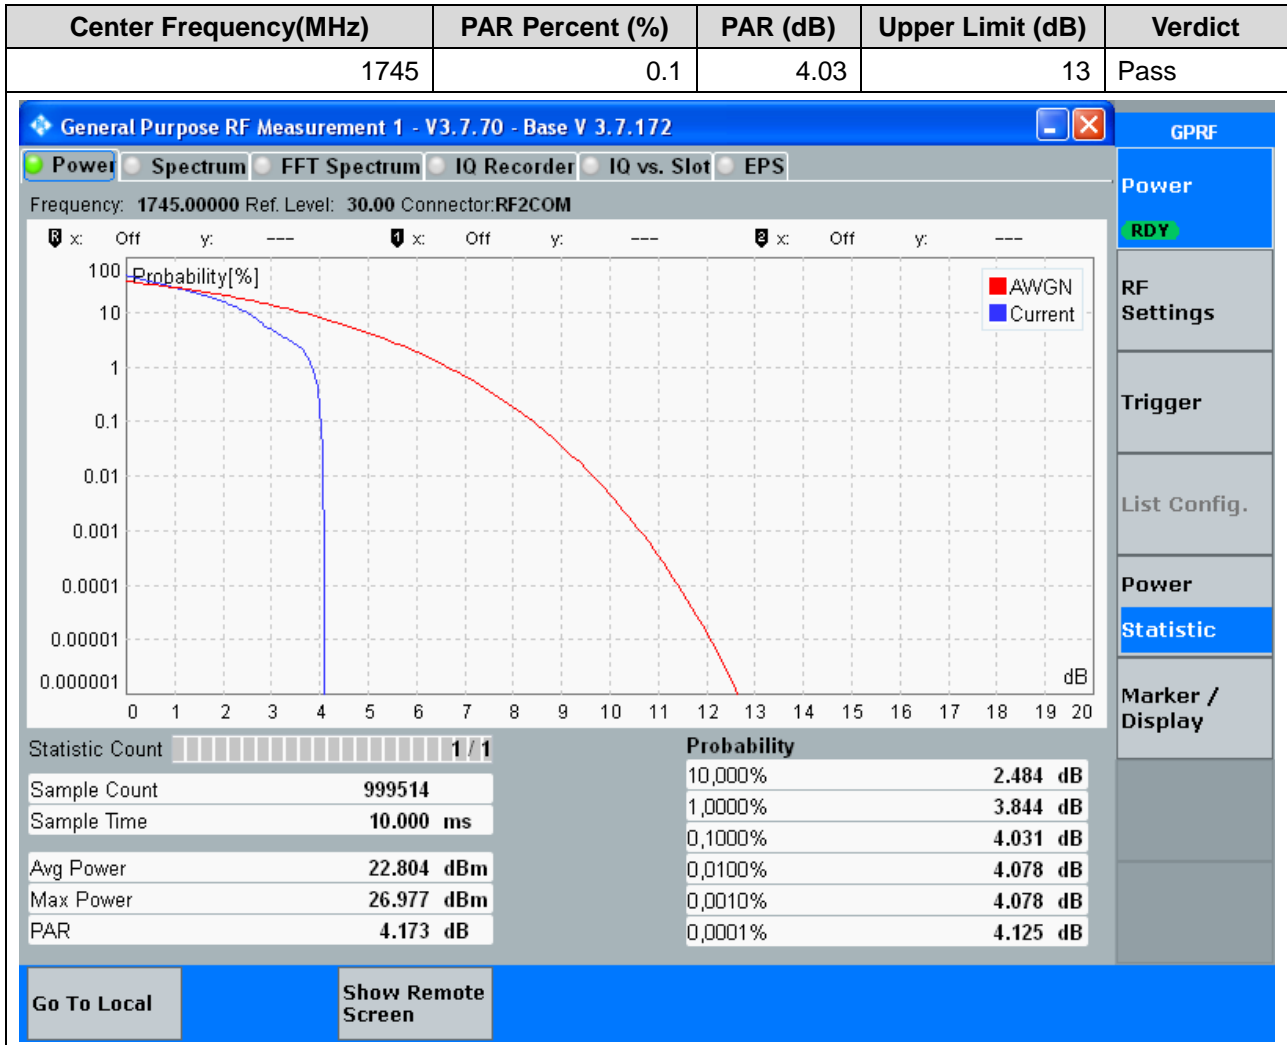 Center Frequency(MHz) PAR Percent (%) PAR (dB) Upper Limit (dB) Verdict
1745 0.1 4.03 13 Pass
General Purpose RF Measurement 1 - V3.7.70 - Base V 3.7.172
GPRF
Power Spectrum FFT Spectrum IQ Recorder IQ vs. Slot EPS
Power
RDY
Frequency: 1745.00000 Ref. Level: 30.00 Connector:RF2COM
R x: Off y: --- 1 x: Off y: --- 2 x: Off y: ---
Probability[%]
AWGN
Current
100
10
1
0.1
0.01
0.001
0.0001
0.00001
0.000001
dB
0 1 2 3 4 5 6 7 8 9 10 11 12 13 14 15 16 17 18 19 20
RF
Settings
Trigger
List Config.
Power
Statistic
Marker /
Display
Statistic Count 1 / 1
Sample Count 999514
Sample Time 10.000 ms
Avg Power 22.804 dBm
Max Power 26.977 dBm
PAR 4.173 dB
Probability
10,000% 2.484 dB
1,0000% 3.844 dB
0,1000% 4.031 dB
0,0100% 4.078 dB
0,0010% 4.078 dB
0,0001% 4.125 dB
Go To Local
Show Remote
Screen